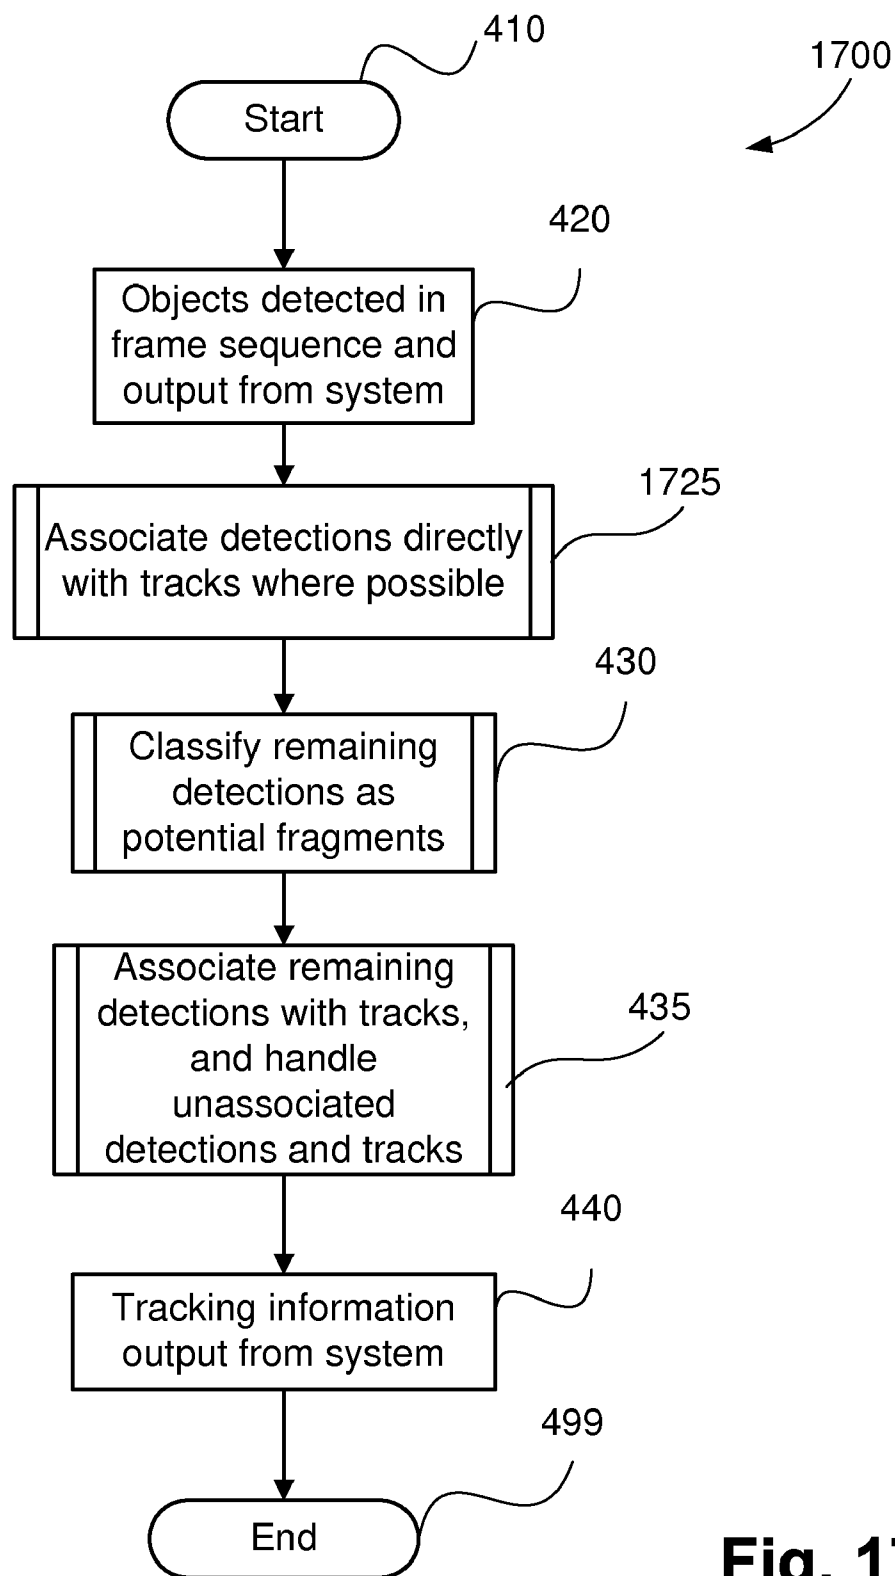 410
1700
Start
420
Objects detected in
frame sequence and
output from system
1725
Associate detections directly
with tracks where possible
430
Classify remaining
detections as
potential fragments
Associate remaining
detections with tracks,
and handle
unassociated
detections and tracks
435
440
Tracking information
output from system
499
End
Fig. 17